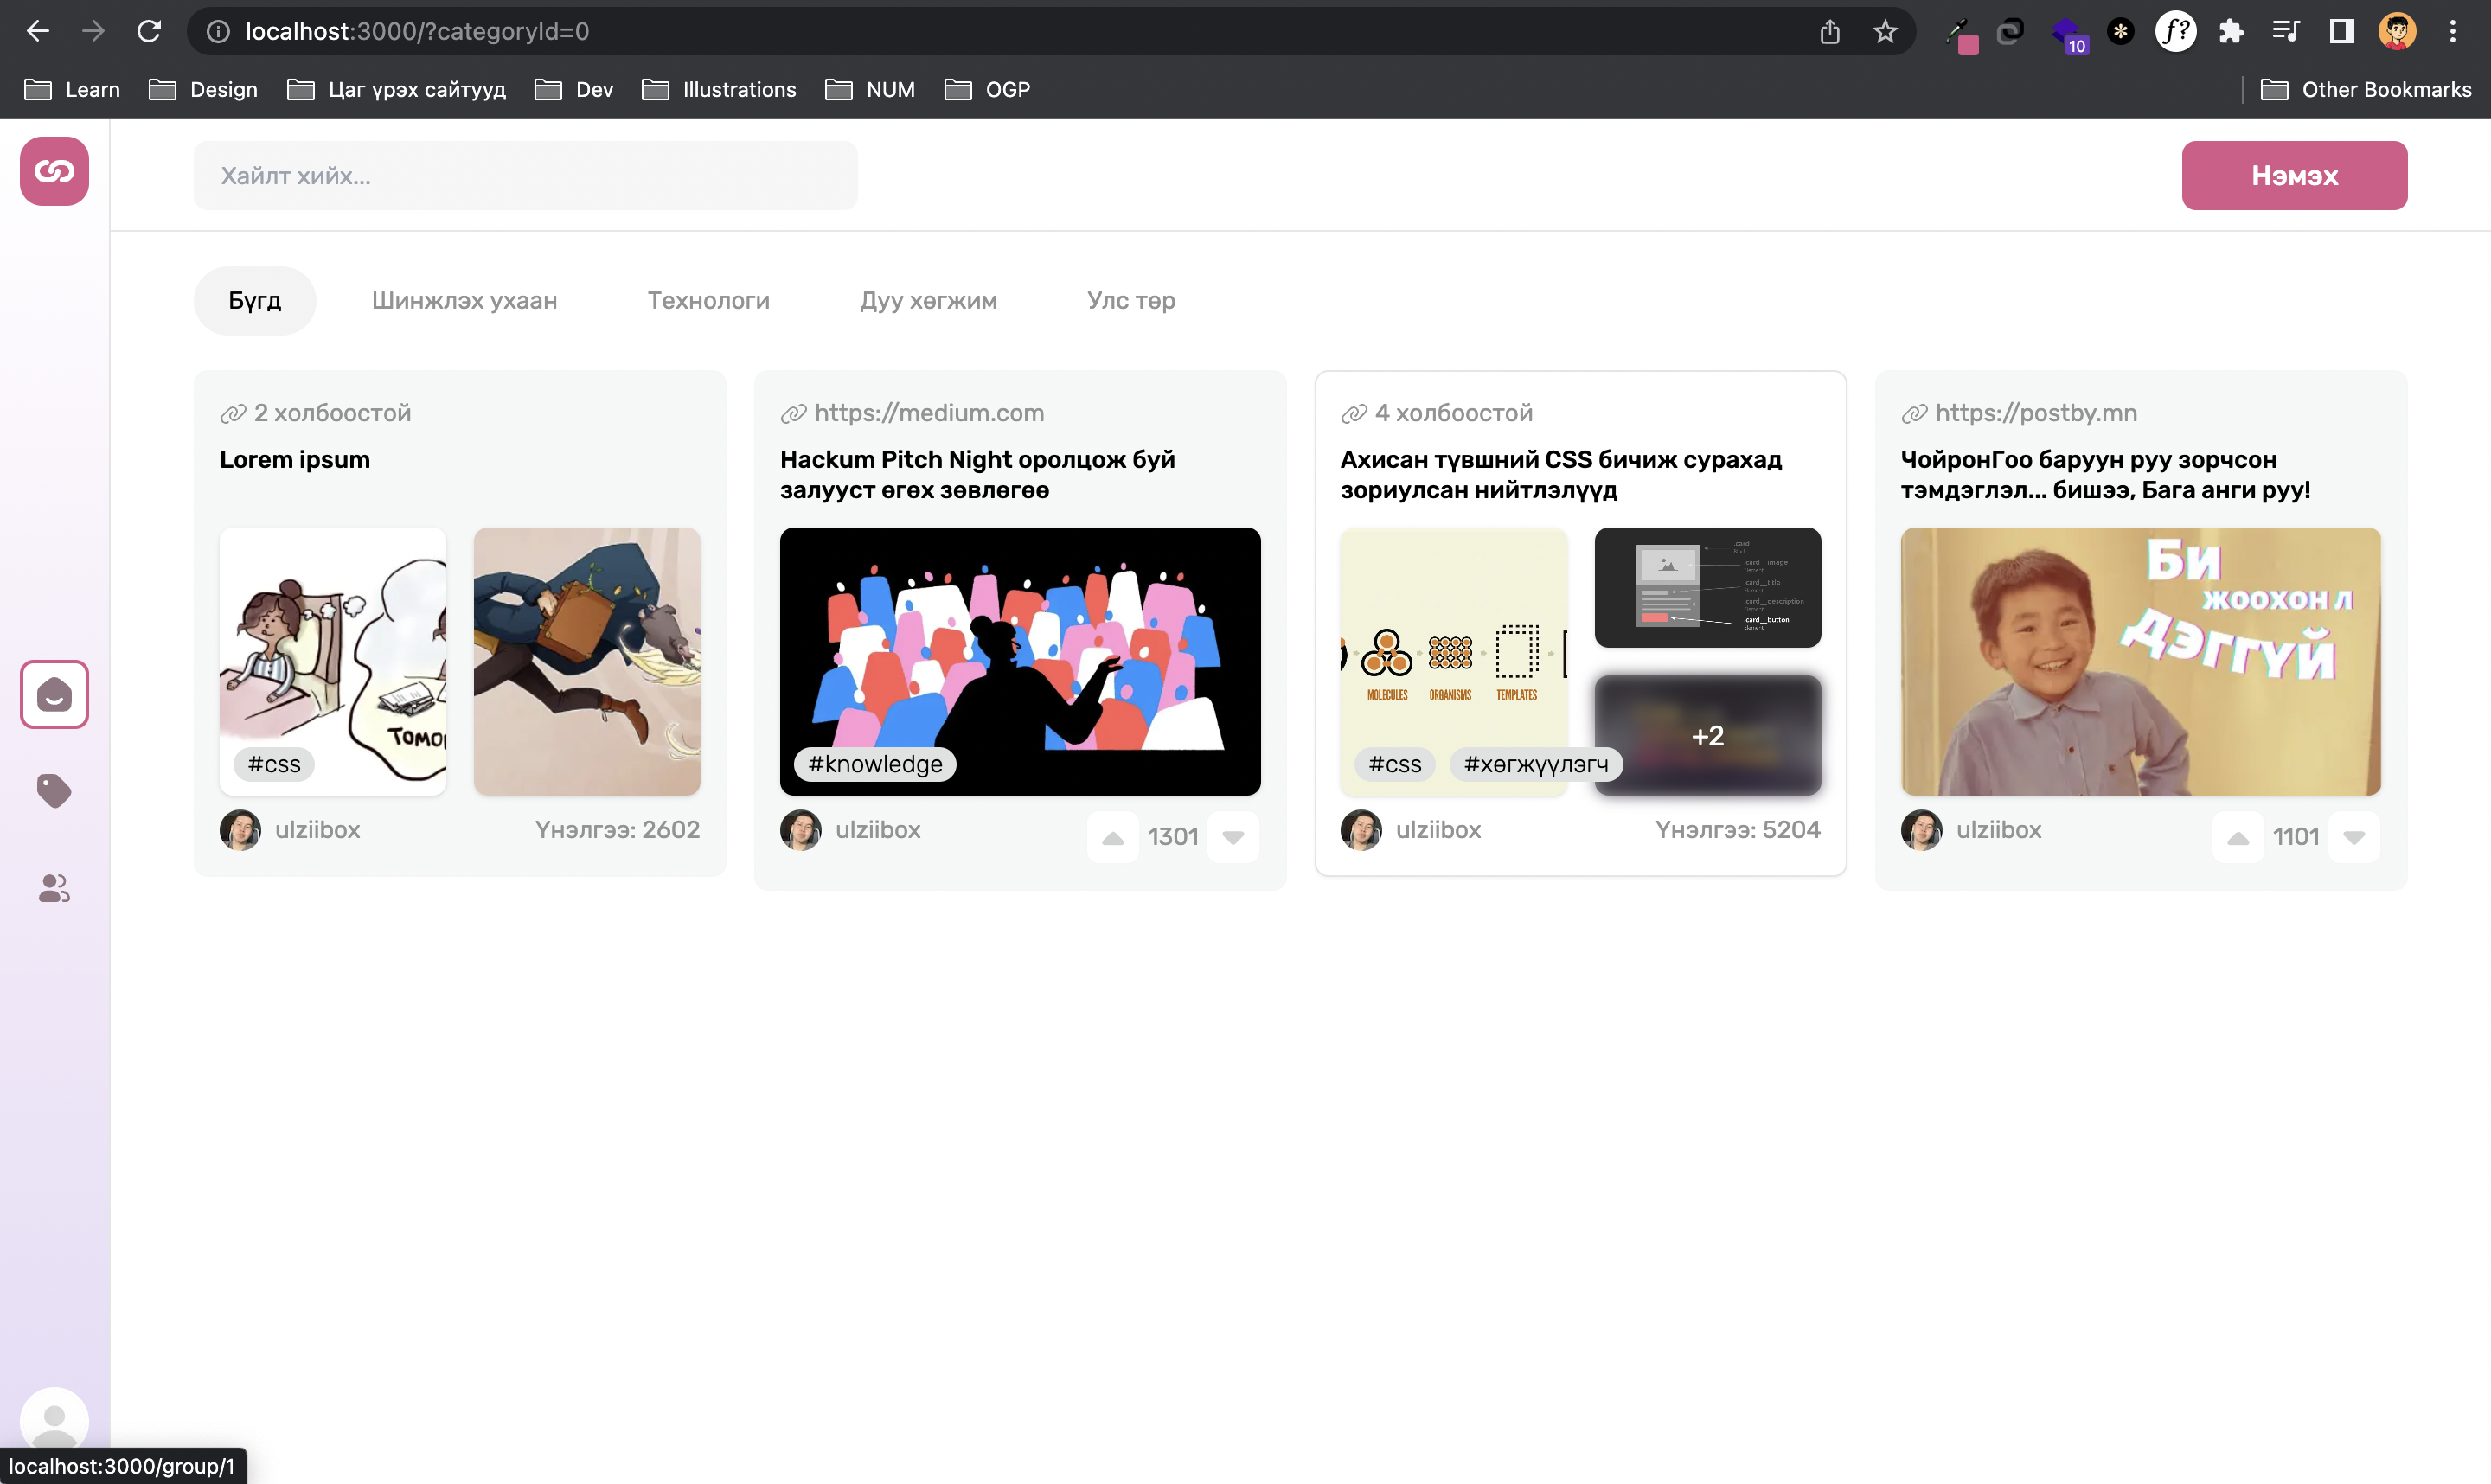 localhost:3000/?categoryId=0
f?
10
Learn
Design
Цаг үрэх сайтууд
Dev
Illustrations
NUM
OGP
Other Bookmarks
Хайлт хийх...
Нэмэх
Бүгд
Шинжлэх ухаан
Технологи
Дуу хөгжим
Улс төр
2 холбоостой
Lorem ipsum
#css
ulziibox
Үнэлгээ: 2602
https://medium.com
Hackum Pitch Night оролцож буй
залууст өгөх зөвлөгөө
#knowledge
ulziibox
1301
4 холбоостой
Ахисан түвшний CSS бичиж сурахад
зориулсан нийтлэлүүд
MOLECULES
ORGANISMS
TEMPLATES
.card
.card__image
.card__title
.card__description
.card__button
+2
#css
#хөгжүүлэгч
ulziibox
Үнэлгээ: 5204
https://postby.mn
ЧойронГоо баруун руу зорчсон
тэмдэглэл... бишээ, Бага анги руу!
БИ
ЖООХОН Л
ДЭГГҮЙ
ulziibox
1101
localhost:3000/group/1